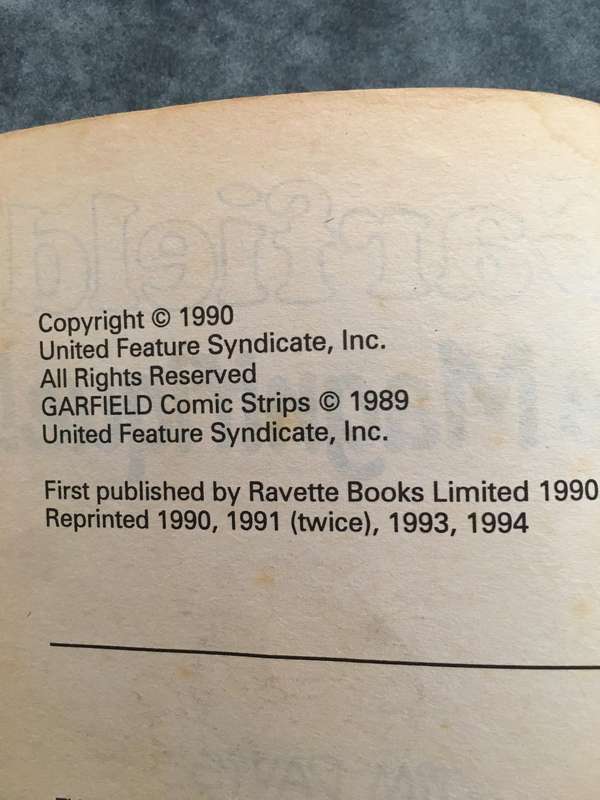 Copyright © 1990
United Feature Syndicate, Inc.
All Rights Reserved
GARFIELD Comic Strips © 1989
United Feature Syndicate, Inc.
First published by Ravette Books Limited 1990
Reprinted 1990, 1991 (twice), 1993, 1994